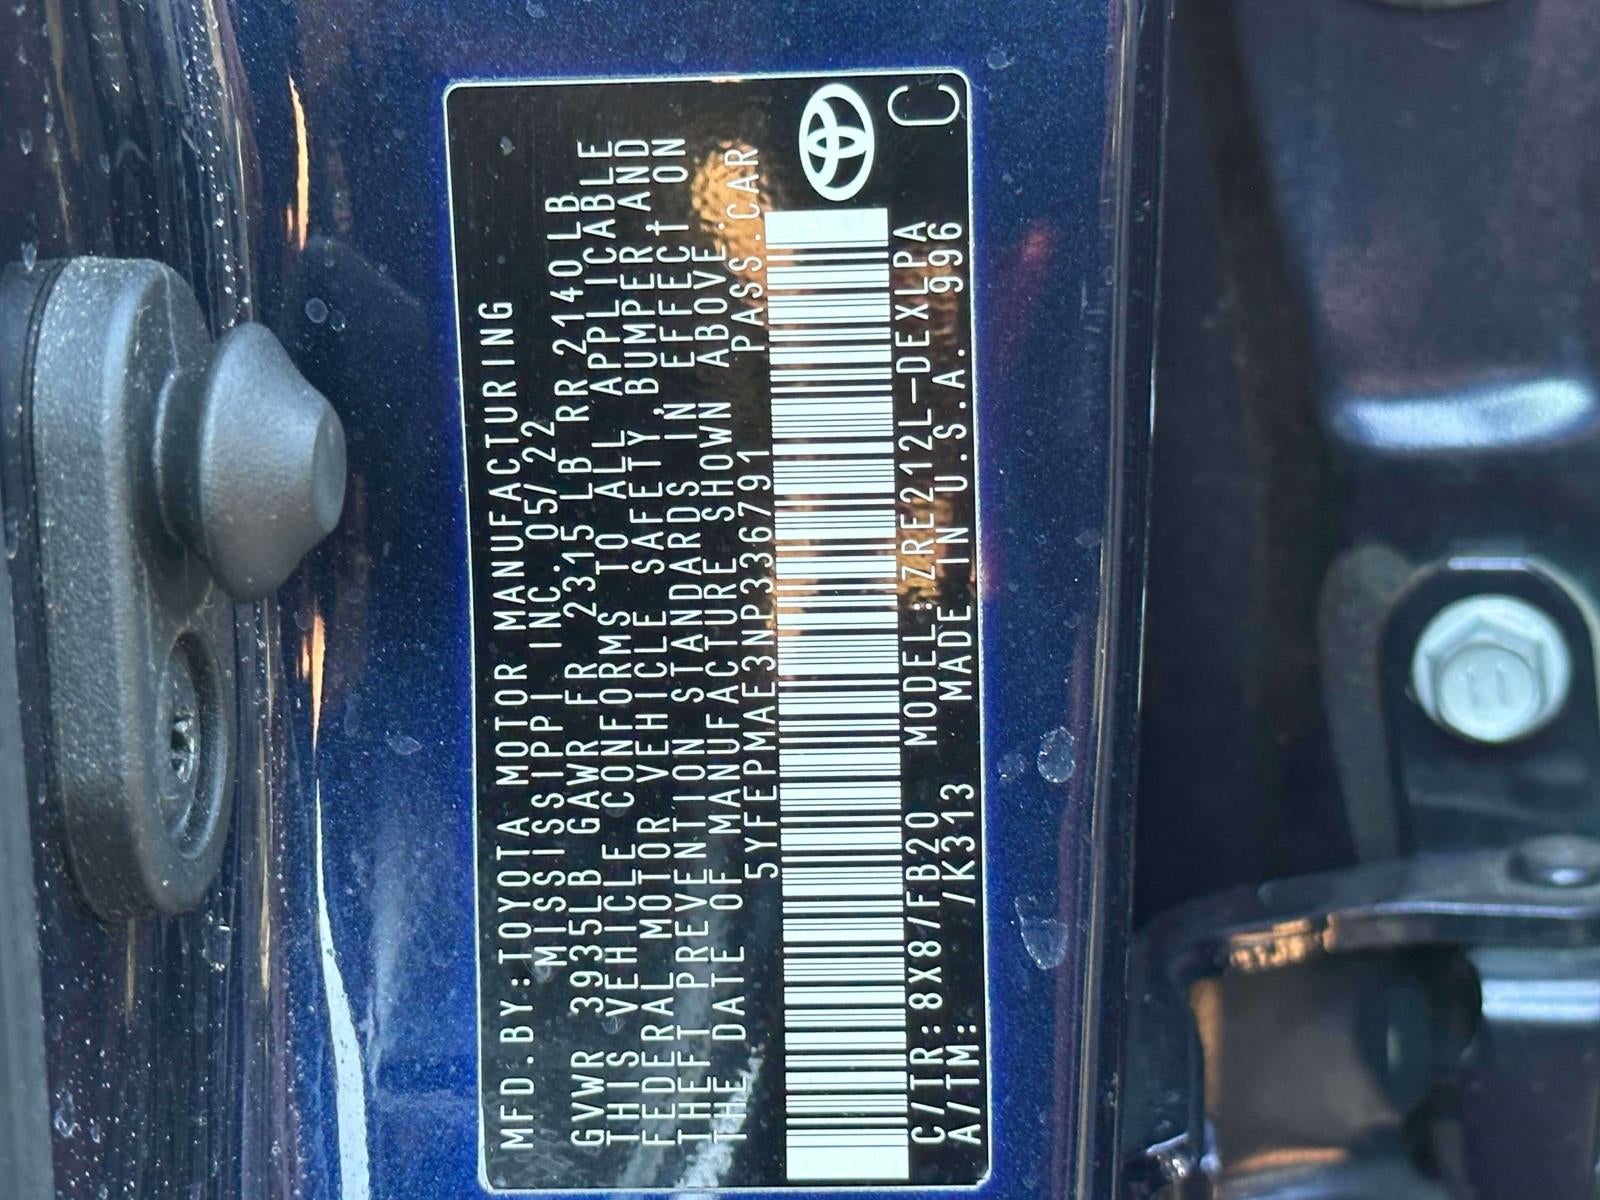 MFD.BY:TOYOTA MOTOR MANUFACTURING
MISSISSIPPI INC. 05/22
GVWR 3935LB GAWR FR 2315LB RR 2140LB
THIS VEHICLE CONFORMS TO ALL APPLICABLE
FEDERAL MOTOR VEHICLE SAFETY,BUMPER,AND
THEFT PREVENTION STANDARDS IN EFFECT ON
THE DATE OF MANUFACTURE SHOWN ABOVE.
5YFEPMAE3NP336791 PASS.CAR
C/TR:8X8/FB20 MODEL:ZRE212L-DEXLPA
A/TM: /K313 MADE IN U.S.A. 996
C